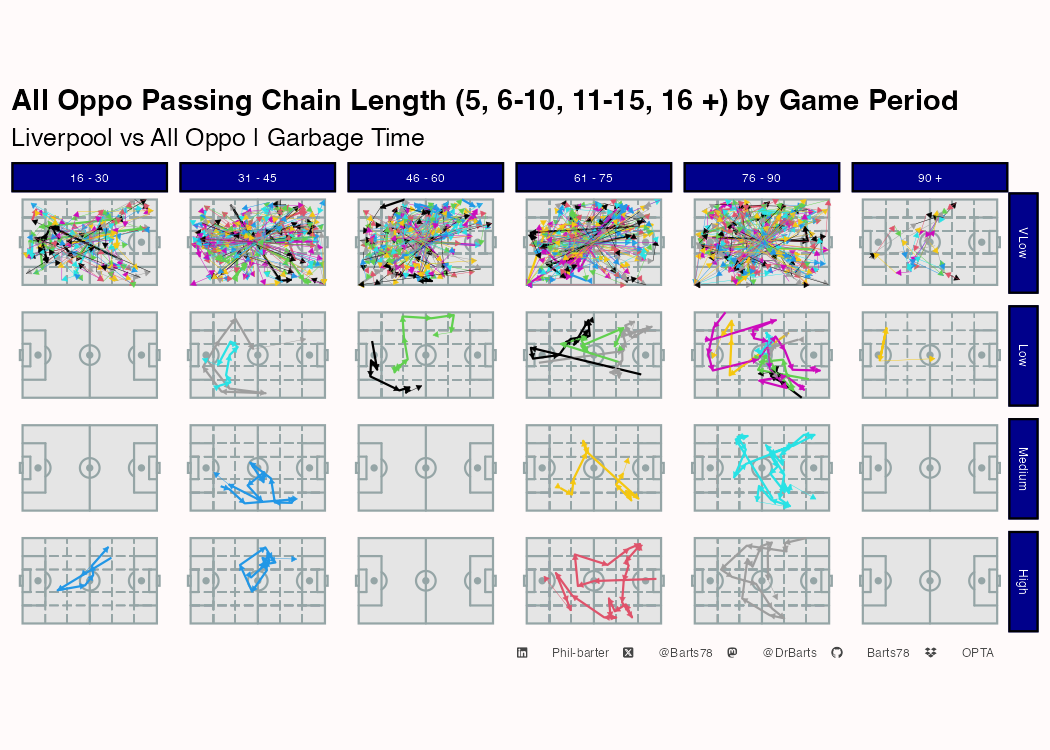 All Oppo Passing Chain Length (5, 6-10, 11-15, 16 +) by Game Period
Liverpool vs All Oppo | Garbage Time
16 - 30 31 - 45 46 - 60 61 - 75 76 - 90 90 +
VLow
Low
Medium
High
Phil-barter @Barts78 @DrBarts Barts78 OPTA